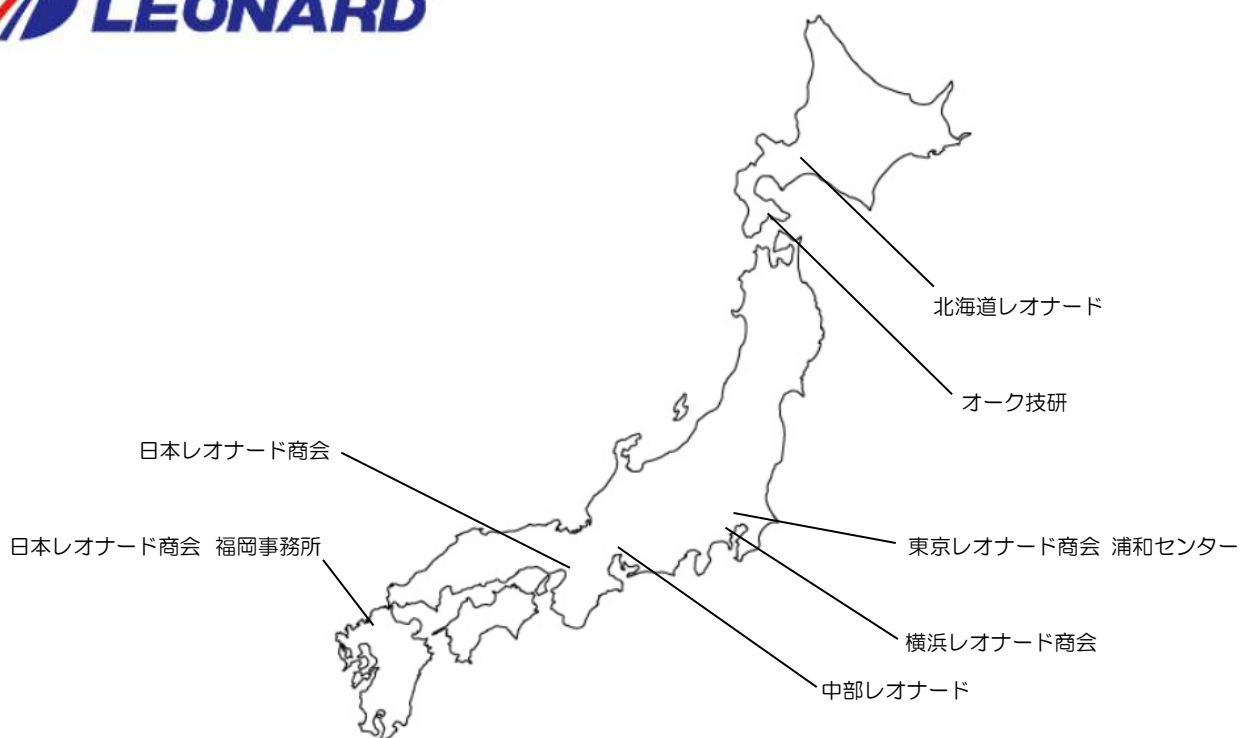 LEONARD
北海道レオナード
オーク技研
日本レオナード商会
日本レオナード商会 福岡事務所
東京レオナード商会 浦和センター
横浜レオナード商会
中部レオナード